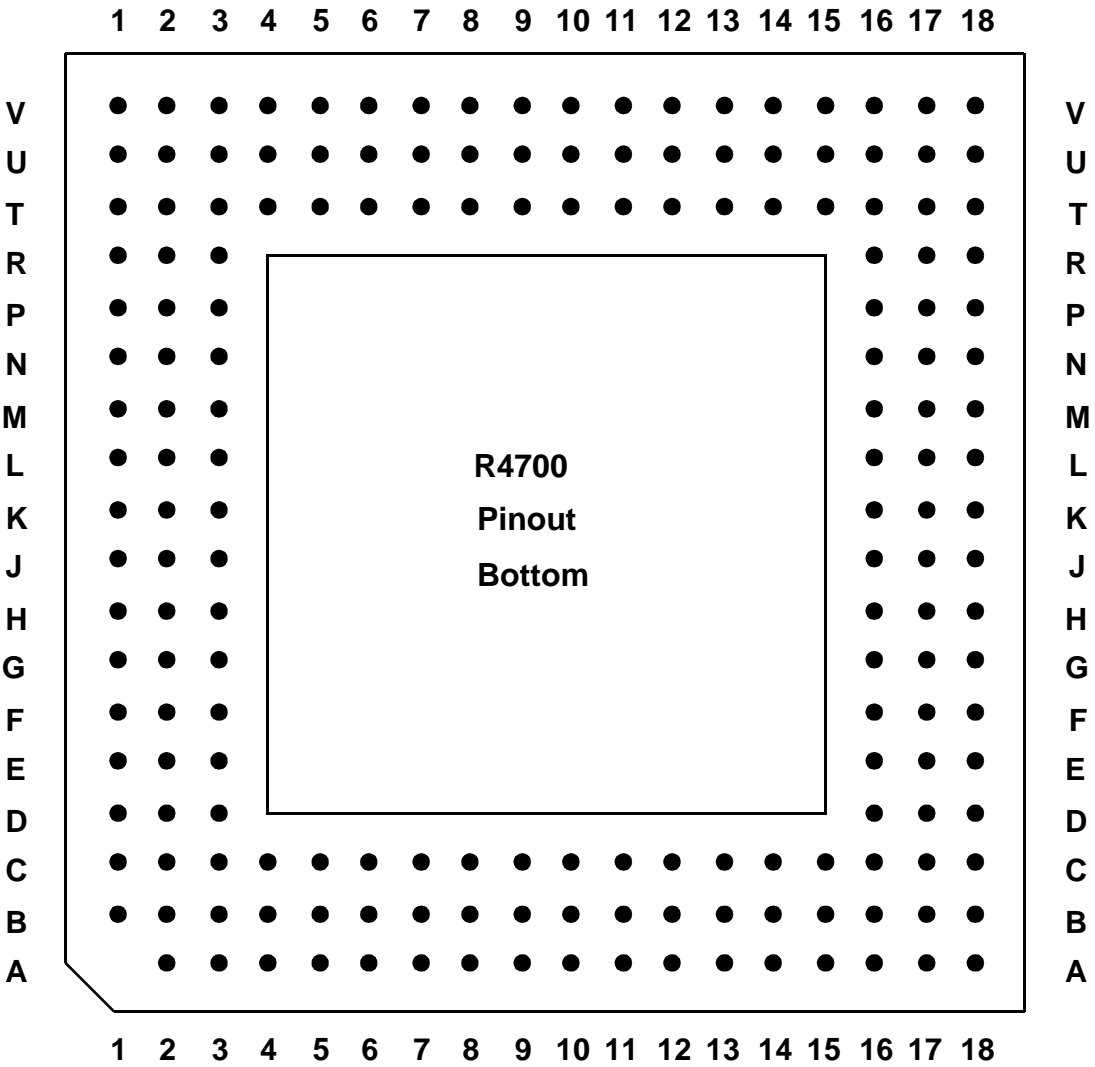 1 2 3 4 5 6 7 8 9 10 11 12 13 14 15 16 17 18
V V
U U
T T
R R
P P
N N
M M
L R4700 L
K Pinout K
J Bottom J
H H
G G
F F
E E
D D
C C
B B
A A
1 2 3 4 5 6 7 8 9 10 11 12 13 14 15 16 17 18